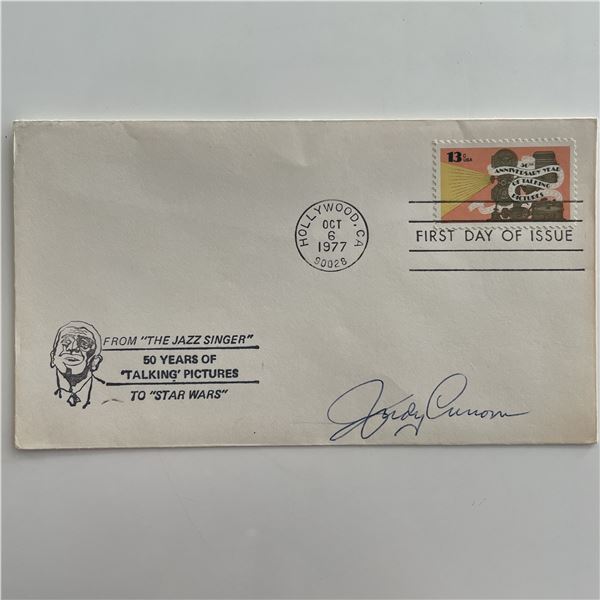 13c
USA
50TH
ANNIVERSARY YEAR
OF TALKING
PICTURES
HOLLYWOOD, CA
OCT
6
1977
90028
FIRST DAY OF ISSUE
FROM "THE JAZZ SINGER"
50 YEARS OF
'TALKING' PICTURES
TO "STAR WARS"